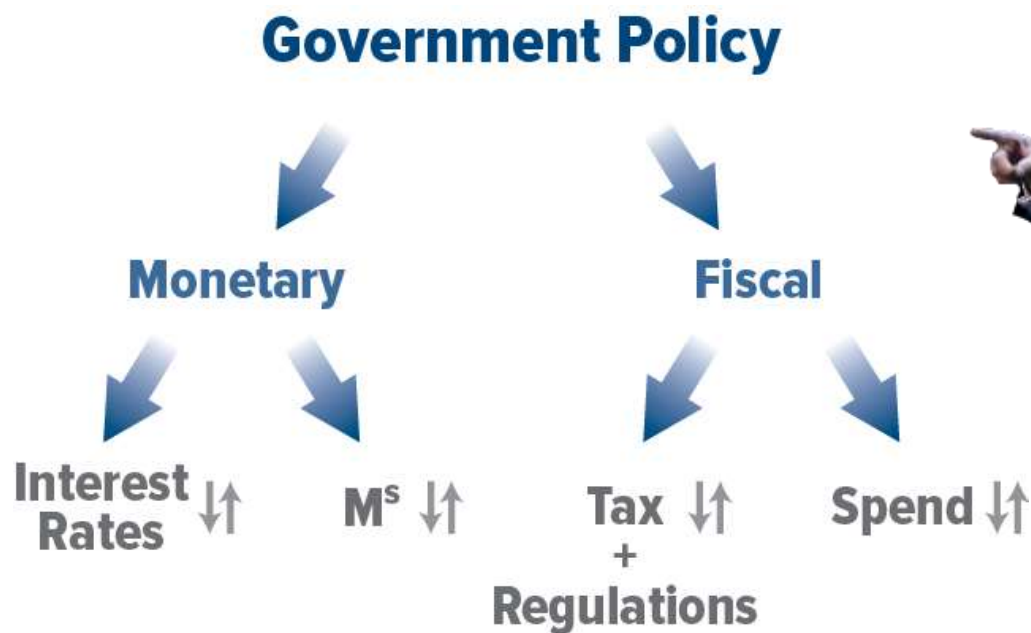 Government Policy
Monetary
Fiscal
Interest
Rates
Mˢ
Tax
+
Regulations
Spend